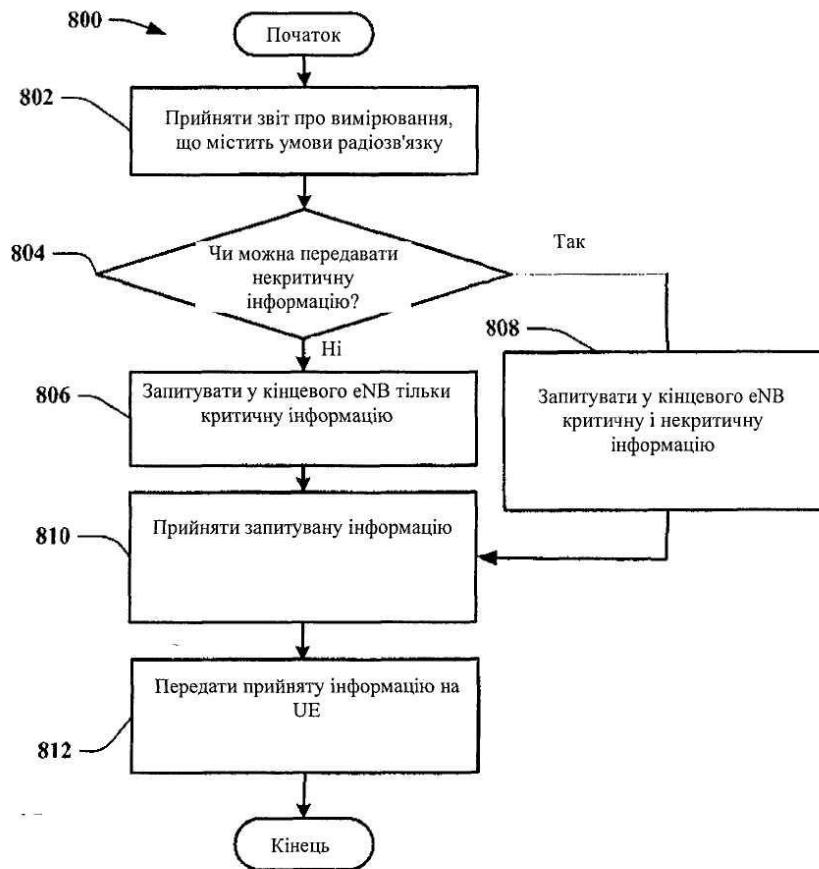 800
Початок
802
Прийняти звіт про вимірювання,
що містить умови радіозв'язку
804
Чи можна передавати
некритичну
інформацію?
Так
Ні
808
806
Запитувати у кінцевого eNB тільки
критичну інформацію
Запитувати у кінцевого eNB
критичну і некритичну
інформацію
810
Прийняти запитувану інформацію
Передати прийняту інформацію на
UE
812
Кінець